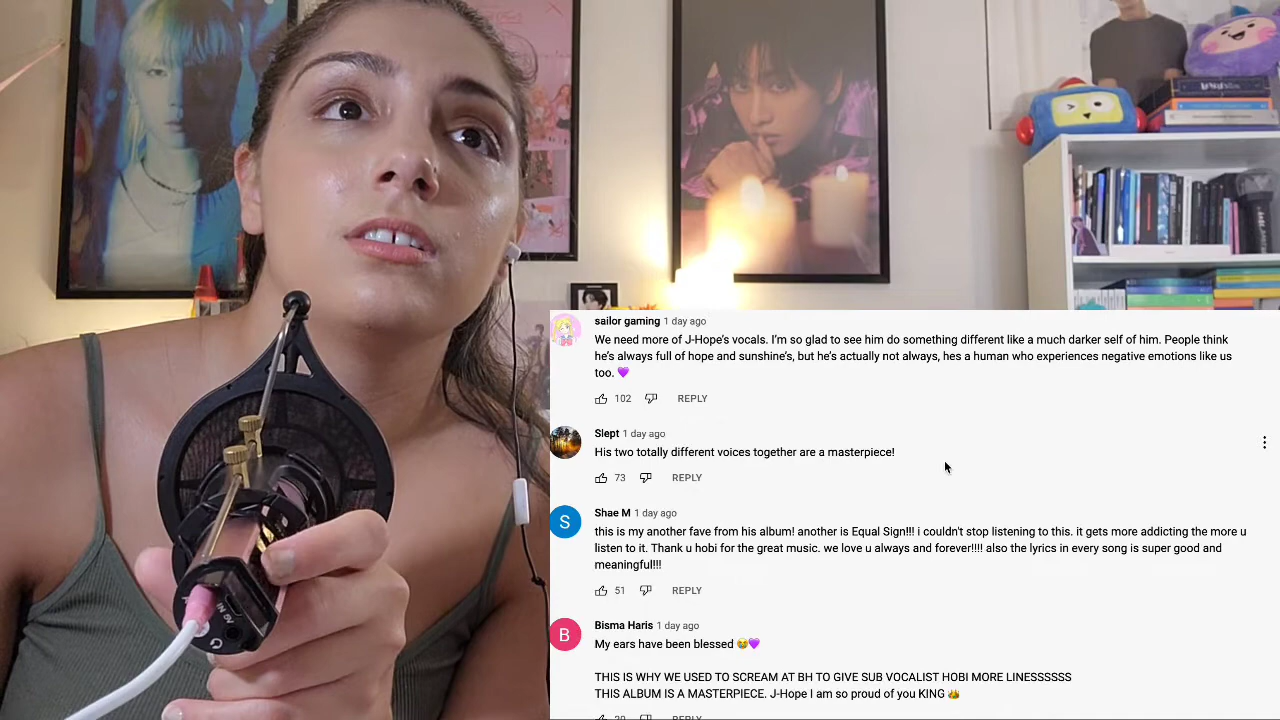 sailor gaming 1 day ago
We need more of J-Hope's vocals. I'm so glad to see him do something different like a much darker self of him. People think
he's always full of hope and sunshine's, but he's actually not always, hes a human who experiences negative emotions like us
too. 💜
102 REPLY
Slept 1 day ago
His two totally different voices together are a masterpiece!
73 REPLY
S
Shae M 1 day ago
this is my another fave from his album! another is Equal Sign!!! i couldn't stop listening to this. it gets more addicting the more u
listen to it. Thank u hobi for the great music. we love u always and forever!!!! also the lyrics in every song is super good and
meaningful!!!
51 REPLY
B
Bisma Haris 1 day ago
My ears have been blessed 😭💜
THIS IS WHY WE USED TO SCREAM AT BH TO GIVE SUB VOCALIST HOBI MORE LINESSSSSS
THIS ALBUM IS A MASTERPIECE. J-Hope I am so proud of you KING 👑